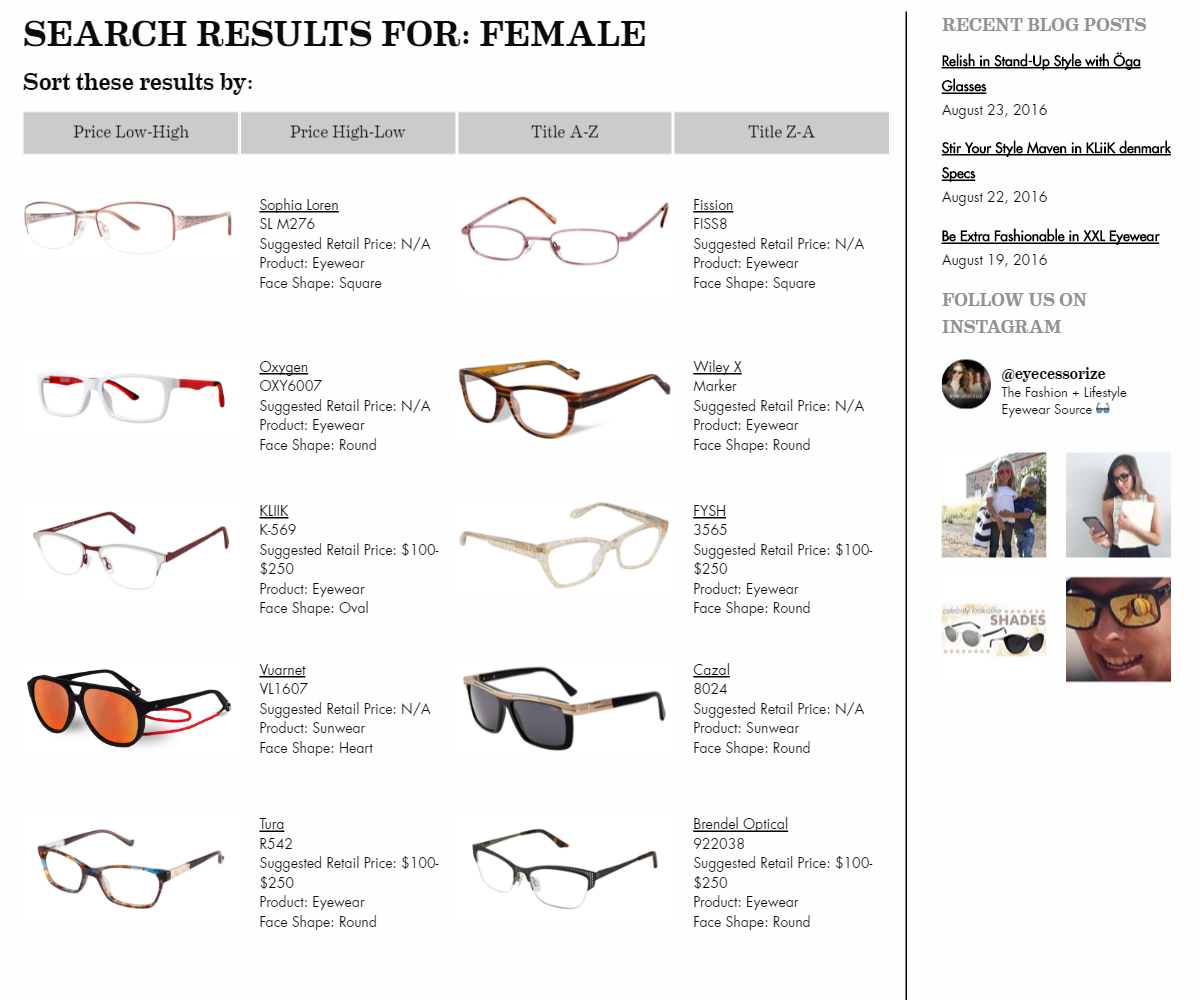 SEARCH RESULTS FOR: FEMALE
Sort these results by:
Price Low-High
Price High-Low
Title A-Z
Title Z-A
Sophia Loren
SL M276
Suggested Retail Price: N/A
Product: Eyewear
Face Shape: Square
Fission
FISS8
Suggested Retail Price: N/A
Product: Eyewear
Face Shape: Square
Oxygen
OXY6007
Suggested Retail Price: N/A
Product: Eyewear
Face Shape: Round
Wiley X
Marker
Suggested Retail Price: N/A
Product: Eyewear
Face Shape: Round
KLIIK
K-569
Suggested Retail Price: $100-
$250
Product: Eyewear
Face Shape: Oval
FYSH
3565
Suggested Retail Price: $100-
$250
Product: Eyewear
Face Shape: Round
Vuarnet
VL1607
Suggested Retail Price: N/A
Product: Sunwear
Face Shape: Heart
Cazal
8024
Suggested Retail Price: N/A
Product: Sunwear
Face Shape: Round
Tura
R542
Suggested Retail Price: $100-
$250
Product: Eyewear
Face Shape: Round
Brendel Optical
922038
Suggested Retail Price: $100-
$250
Product: Eyewear
Face Shape: Round
RECENT BLOG POSTS
Relish in Stand-Up Style with Öga
Glasses
August 23, 2016
Stir Your Style Maven in KLiiK denmark
Specs
August 22, 2016
Be Extra Fashionable in XXL Eyewear
August 19, 2016
FOLLOW US ON
INSTAGRAM
@eyecessorize
The Fashion + Lifestyle
Eyewear Source
celebrity look-alike
SHADES